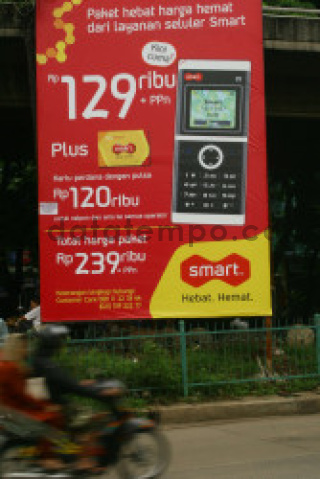 Paket hebat harga hemat
dari layanan seluler Smart
Rp 129 ribu
+ PPn
Plus
smart
Kartu perdana dengan pulsa
Rp 120 ribu
Total harga paket
Rp 239 ribu
+ PPn
datatempo.co
smart
Hebat. Hemat.